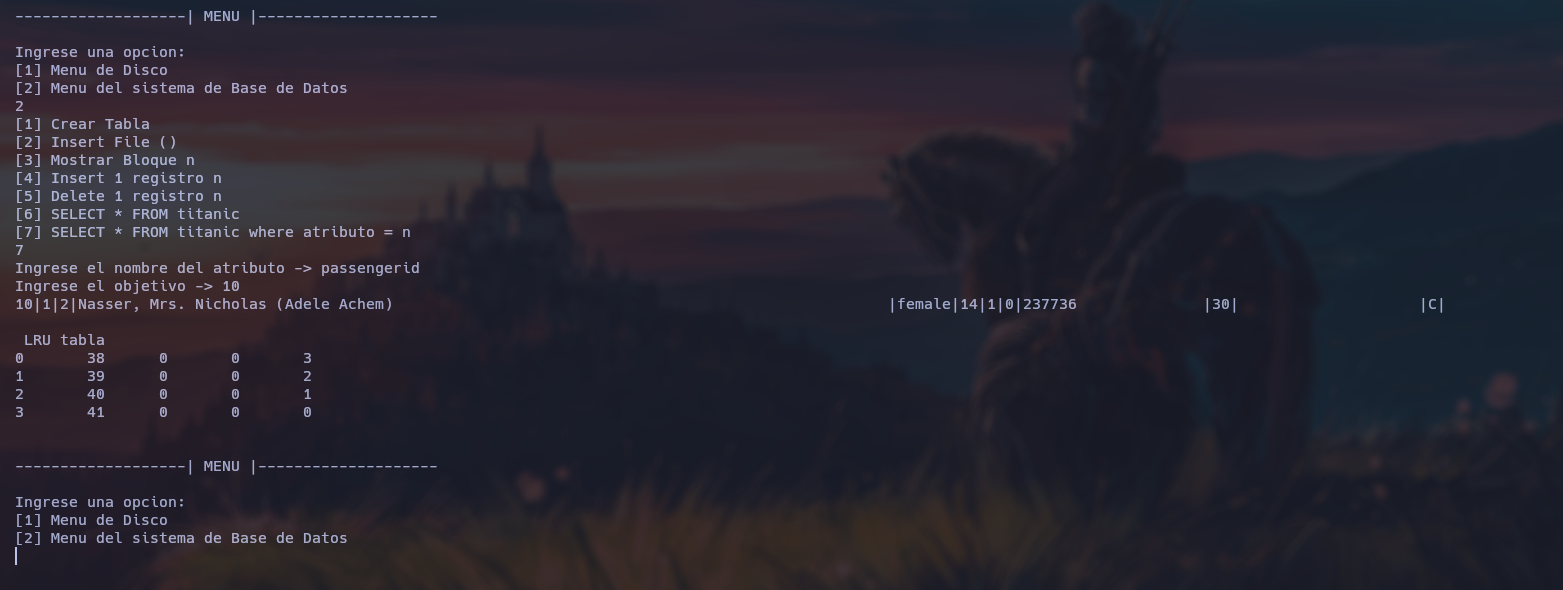 -------------------| MENU |--------------------
Ingrese una opcion:
[1] Menu de Disco
[2] Menu del sistema de Base de Datos
2
[1] Crear Tabla
[2] Insert File ()
[3] Mostrar Bloque n
[4] Insert 1 registro n
[5] Delete 1 registro n
[6] SELECT * FROM titanic
[7] SELECT * FROM titanic where atributo = n
7
Ingrese el nombre del atributo -> passengerid
Ingrese el objetivo -> 10
10|1|2|Nasser, Mrs. Nicholas (Adele Achem) |female|14|1|0|237736 |30| |C|
LRU tabla
0 38 0 0 3
1 39 0 0 2
2 40 0 0 1
3 41 0 0 0
-------------------| MENU |--------------------
Ingrese una opcion:
[1] Menu de Disco
[2] Menu del sistema de Base de Datos